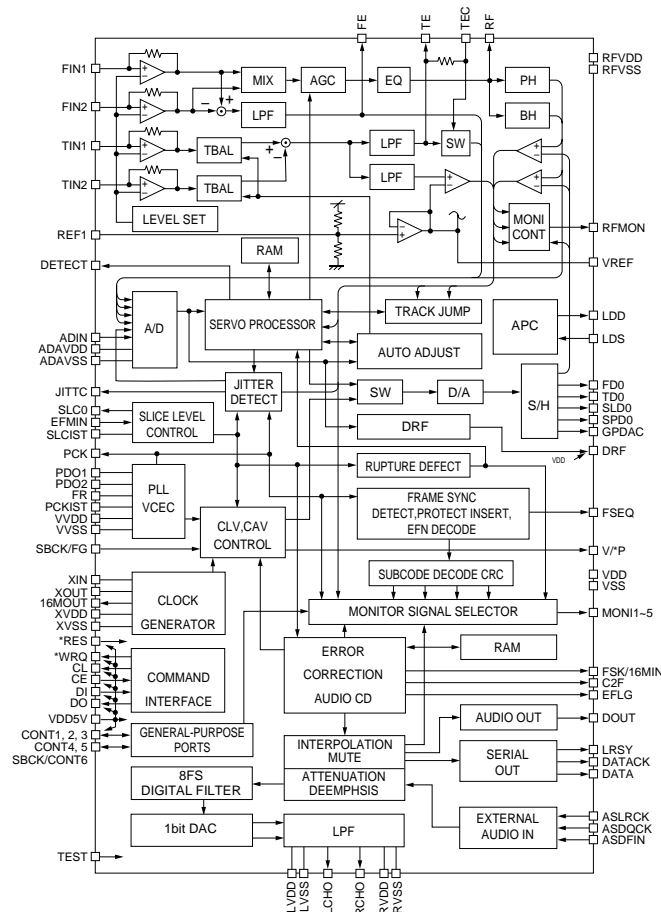 FE
TE
TEC
RF
FIN1
FIN2
TIN1
TIN2
REF1
DETECT
ADIN
ADAVDD
ADAVSS
JITTC
SLC0
EFMIN
SLCIST
PCK
PDO1
PDO2
FR
PCKIST
VVDD
VVSS
SBCK/FG
XIN
XOUT
16MOUT
XVDD
XVSS
*RES
*WRQ
CL
CE
DI
DO
VDD5V
CONT1, 2, 3
CONT4, 5
SBCK/CONT6
TEST
MIX
AGC
EQ
PH
LPF
BH
TBAL
LPF
SW
TBAL
LPF
LEVEL SET
MONI
CONT
RAM
A/D
SERVO PROCESSOR
TRACK JUMP
APC
AUTO ADJUST
JITTER
DETECT
SW
D/A
S/H
SLICE LEVEL
CONTROL
DRF
RUPTURE DEFECT
PLL
VCEC
CLV,CAV
CONTROL
FRAME SYNC
DETECT,PROTECT INSERT,
EFN DECODE
SUBCODE DECODE CRC
CLOCK
GENERATOR
MONITOR SIGNAL SELECTOR
ERROR
CORRECTION
AUDIO CD
RAM
COMMAND
INTERFACE
GENERAL-PURPOSE
PORTS
AUDIO OUT
INTERPOLATION
MUTE
SERIAL
OUT
8FS
DIGITAL FILTER
ATTENUATION
DEEMPHSIS
1bit DAC
LPF
EXTERNAL
AUDIO IN
RFVDD
RFVSS
RFMON
VREF
LDD
LDS
FD0
TD0
SLD0
SPD0
GPDAC
DRF
VDD
FSEQ
V/*P
VDD
VSS
MONI1~5
FSK/16MIN
C2F
EFLG
DOUT
LRSY
DATACK
DATA
ASLRCK
ASDQCK
ASDFIN
LVDD
LVSS
LCHO
RCHO
RVDD
RVSS